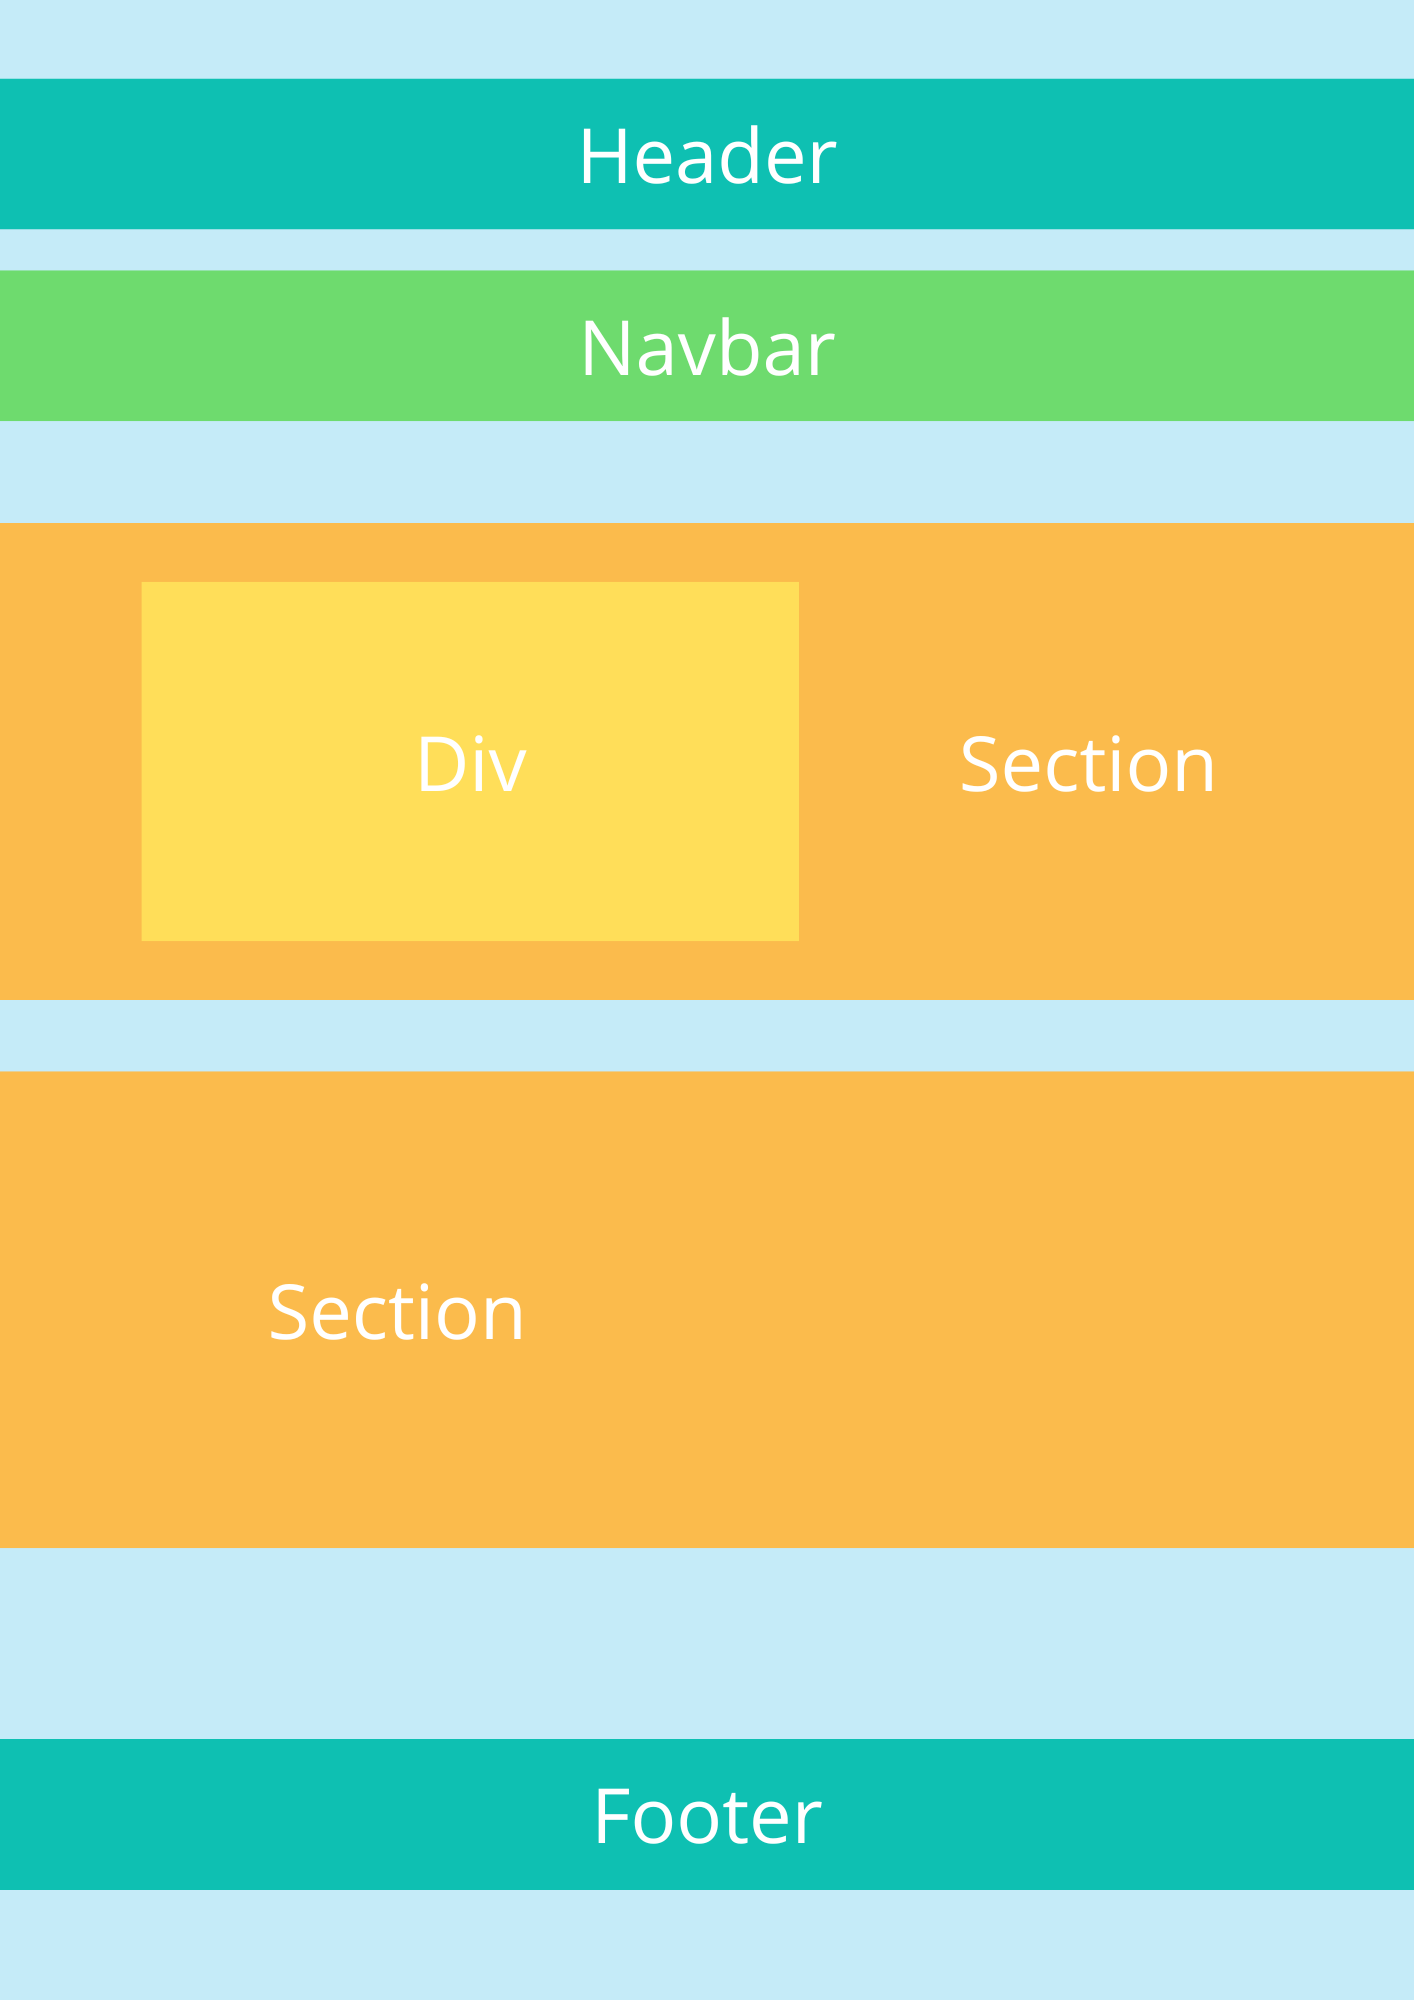 Header
Navbar
Div
Section
Section
Footer